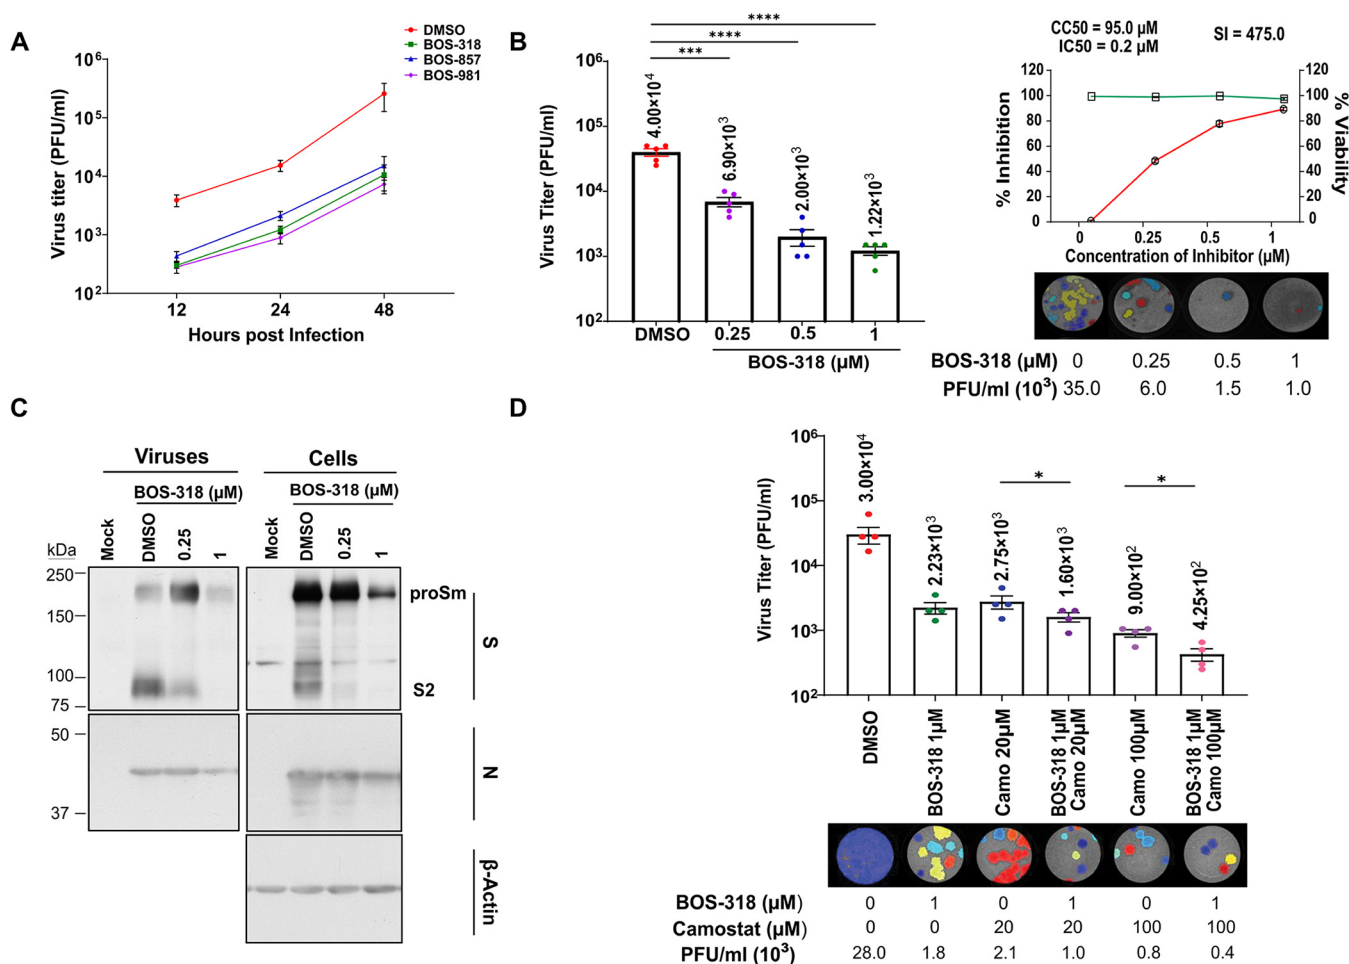 A
DMSO
BOS-318
BOS-857
BOS-981
Virus titer (PFU/ml)
10⁶
10⁵
10⁴
10³
10²
12 24 48
Hours post Infection
B
****
****
***
Virus Titer (PFU/ml)
10⁶
10⁵
10⁴
10³
10²
4.00×10⁴
6.90×10³
2.00×10³
1.22×10³
DMSO 0.25 0.5 1
BOS-318 (µM)
CC50 = 95.0 µM
IC50 = 0.2 µM
SI = 475.0
% Inhibition
120
100
80
60
40
20
0
120
100
80
60
40
20
0
% Viability
0 0.25 0.5 1
Concentration of Inhibitor (µM)
BOS-318 (µM) 0 0.25 0.5 1
PFU/ml (10³) 35.0 6.0 1.5 1.0
C
Viruses
Cells
BOS-318 (µM)
BOS-318 (µM)
Mock DMSO 0.25 1
Mock DMSO 0.25 1
kDa
250
150
100
75
50
37
proSm
S2
S
N
β-Actin
D
Virus Titer (PFU/ml)
10⁶
10⁵
10⁴
10³
10²
3.00×10⁴
2.23×10³
2.75×10³
1.60×10³
9.00×10²
4.25×10²
*
*
DMSO
BOS-318 1µM
Camo 20µM
BOS-318 1µM
Camo 20µM
Camo 100µM
BOS-318 1µM
Camo 100µM
BOS-318 (µM) 0 1 0 1 0 1
Camostat (µM) 0 0 20 20 100 100
PFU/ml (10³) 28.0 1.8 2.1 1.0 0.8 0.4